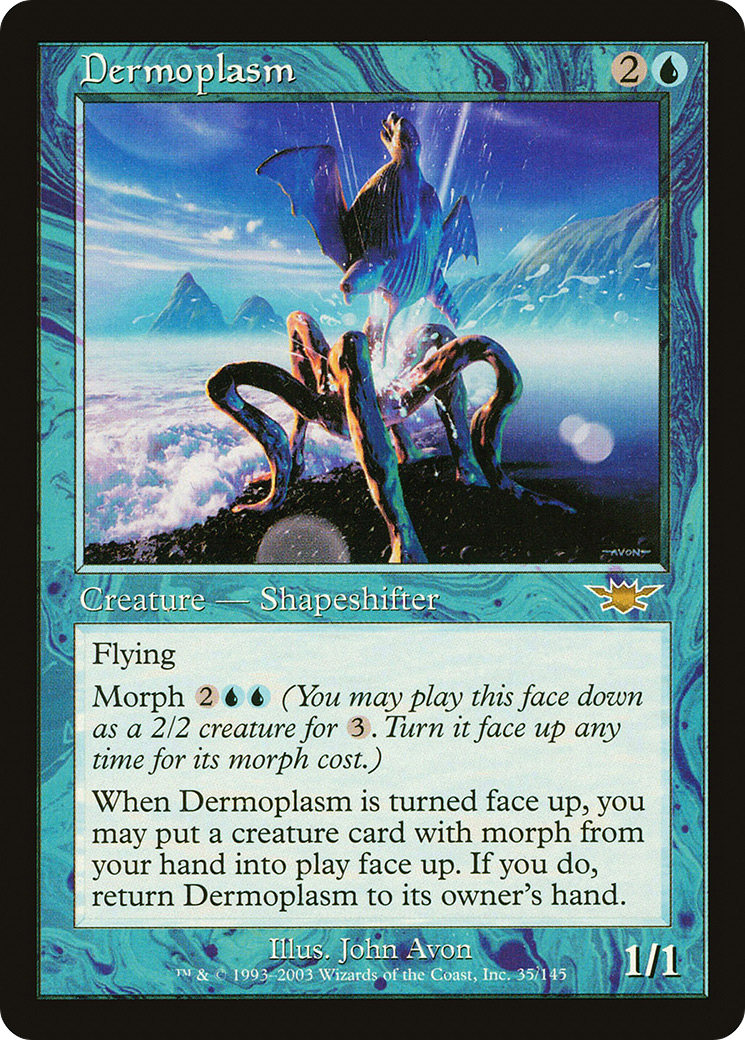 Dermoplasm 2
AVON
Creature — Shapeshifter
Flying
Morph 2 (You may play this face down
as a 2/2 creature for 3. Turn it face up any
time for its morph cost.)
When Dermoplasm is turned face up, you
may put a creature card with morph from
your hand into play face up. If you do,
return Dermoplasm to its owner's hand.
Illus. John Avon
™ & © 1993–2003 Wizards of the Coast, Inc. 35/145
1/1